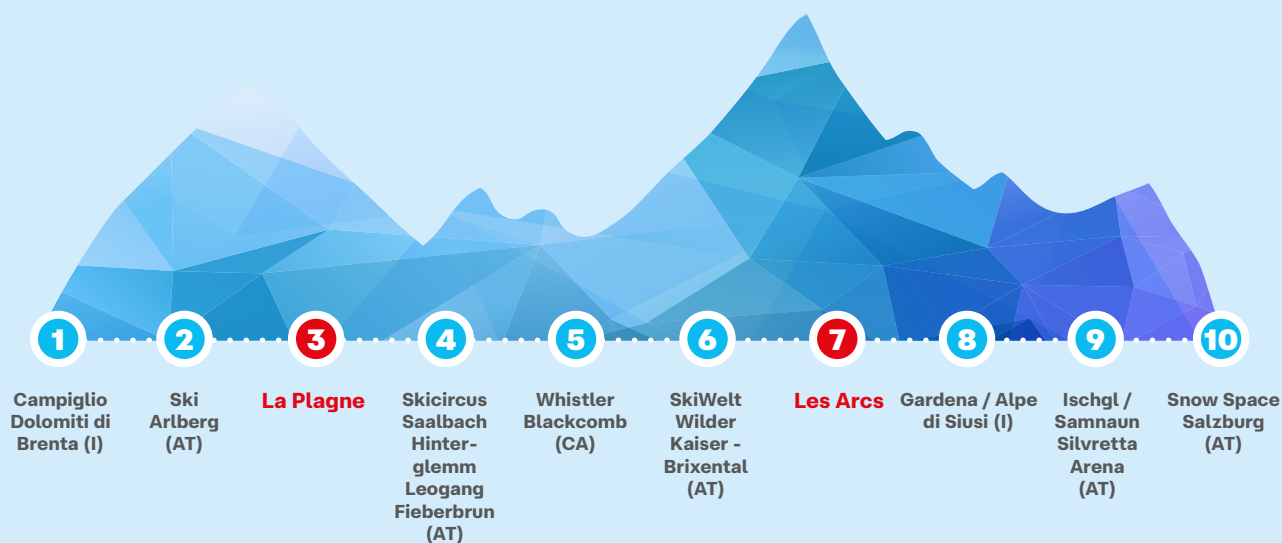 1
2
3
4
5
6
7
8
9
10
Campiglio
Dolomiti di
Brenta (I)
Ski
Arlberg
(AT)
La Plagne
Skicircus
Saalbach
Hinter-
glemm
Leogang
Fieberbrun
(AT)
Whistler
Blackcomb
(CA)
SkiWelt
Wilder
Kaiser -
Brixental
(AT)
Les Arcs
Gardena / Alpe
di Siusi (I)
Ischgl /
Samnaun
Silvretta
Arena
(AT)
Snow Space
Salzburg
(AT)